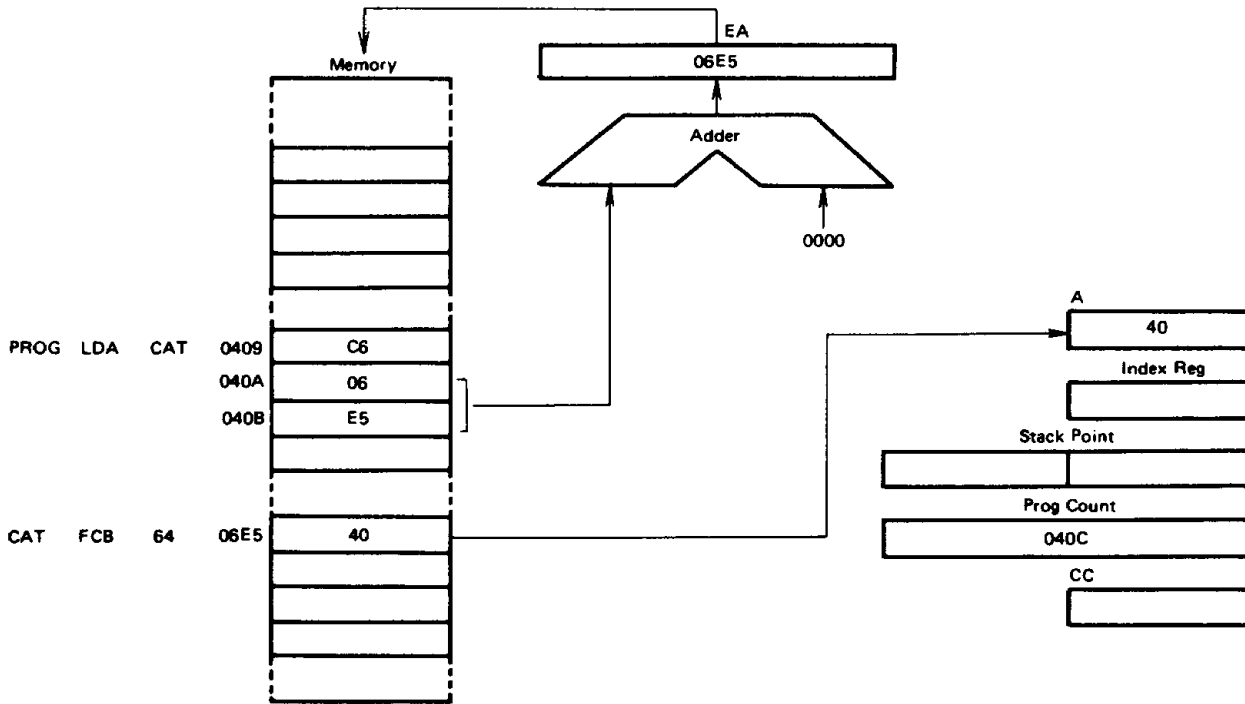 EA
06E5
Memory
Adder
0000
A
40
PROG LDA CAT 0409 C6
Index Reg
040A 06
040B E5
Stack Point
Prog Count
CAT FCB 64 06E5 40
040C
CC